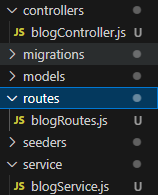 controllers
JS blogController.js U
migrations
models
routes
JS blogRoutes.js U
seeders
service
JS blogService.js U